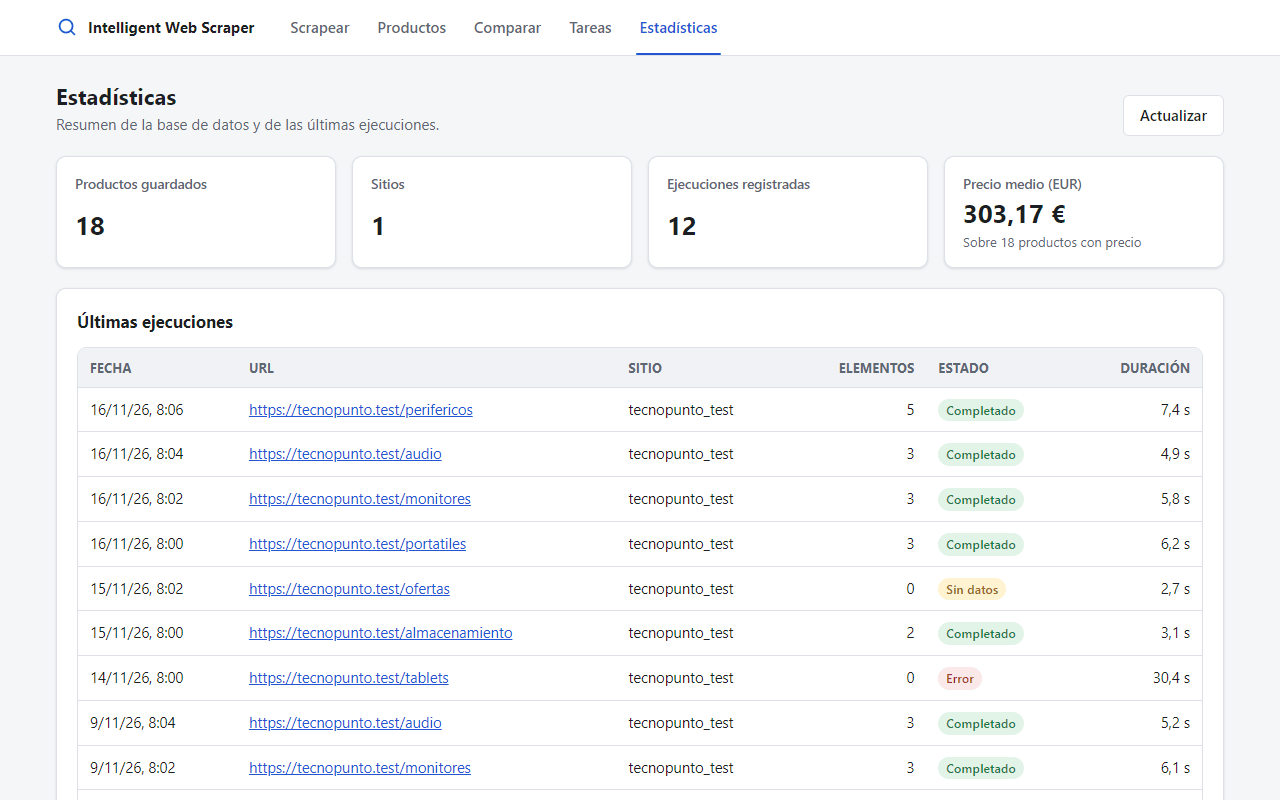 Intelligent Web Scraper Scrapear Productos Comparar Tareas Estadísticas
Estadísticas
Resumen de la base de datos y de las últimas ejecuciones.
Actualizar
Productos guardados
18
Sitios
1
Ejecuciones registradas
12
Precio medio (EUR)
303,17 €
Sobre 18 productos con precio
Últimas ejecuciones
FECHA URL SITIO ELEMENTOS ESTADO DURACIÓN
16/11/26, 8:06 https://tecnopunto.test/perifericos tecnopunto_test 5 Completado 7,4 s
16/11/26, 8:04 https://tecnopunto.test/audio tecnopunto_test 3 Completado 4,9 s
16/11/26, 8:02 https://tecnopunto.test/monitores tecnopunto_test 3 Completado 5,8 s
16/11/26, 8:00 https://tecnopunto.test/portatiles tecnopunto_test 3 Completado 6,2 s
15/11/26, 8:02 https://tecnopunto.test/ofertas tecnopunto_test 0 Sin datos 2,7 s
15/11/26, 8:00 https://tecnopunto.test/almacenamiento tecnopunto_test 2 Completado 3,1 s
14/11/26, 8:00 https://tecnopunto.test/tablets tecnopunto_test 0 Error 30,4 s
9/11/26, 8:04 https://tecnopunto.test/audio tecnopunto_test 3 Completado 5,2 s
9/11/26, 8:02 https://tecnopunto.test/monitores tecnopunto_test 3 Completado 6,1 s